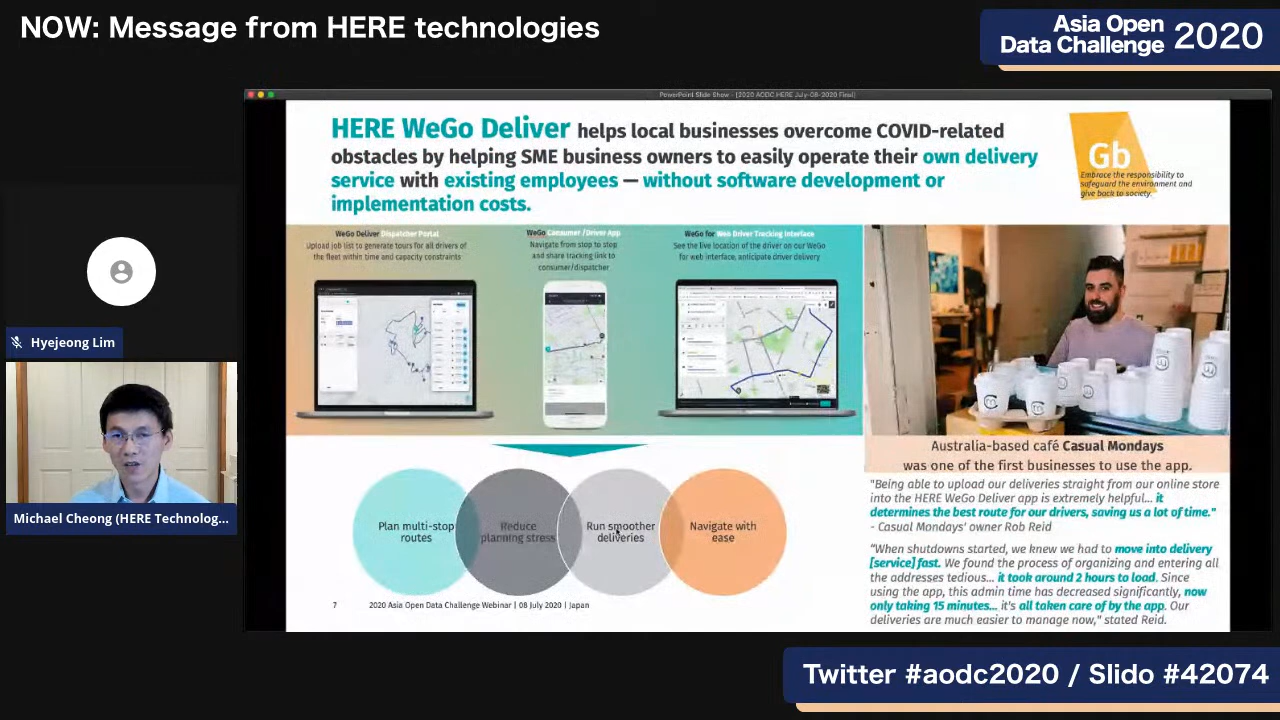 NOW: Message from HERE technologies
Asia Open
Data Challenge 2020
PowerPoint Slide Show - [2020 AODC HERE July-08-2020 Final]
HERE WeGo Deliver helps local businesses overcome COVID-related
obstacles by helping SME business owners to easily operate their own delivery
service with existing employees — without software development or
implementation costs.
Gb
Embrace the responsibility to
safeguard the environment and
give back to society.
WeGo Deliver Dispatcher Portal
Upload job list to generate tours for all drivers of
the fleet within time and capacity constraints
WeGo Consumer /Driver App
Navigate from stop to stop
and share tracking link to
consumer/dispatcher
WeGo for Web Driver Tracking Interface
See the live location of the driver on our WeGo
for web interface, anticipate driver delivery
Hyejeong Lim
Michael Cheong (HERE Technolog...
Australia-based café Casual Mondays
was one of the first businesses to use the app.
"Being able to upload our deliveries straight from our online store
into the HERE WeGo Deliver app is extremely helpful... it
determines the best route for our drivers, saving us a lot of time."
- Casual Mondays' owner Rob Reid
"When shutdowns started, we knew we had to move into delivery
[service] fast. We found the process of organizing and entering all
the addresses tedious... it took around 2 hours to load. Since
using the app, this admin time has decreased significantly, now
only taking 15 minutes... it's all taken care of by the app. Our
deliveries are much easier to manage now," stated Reid.
Plan multi-stop
routes
Reduce
planning stress
Run smoother
deliveries
Navigate with
ease
7 2020 Asia Open Data Challenge Webinar | 08 July 2020 | Japan
Twitter #aodc2020 / Slido #42074